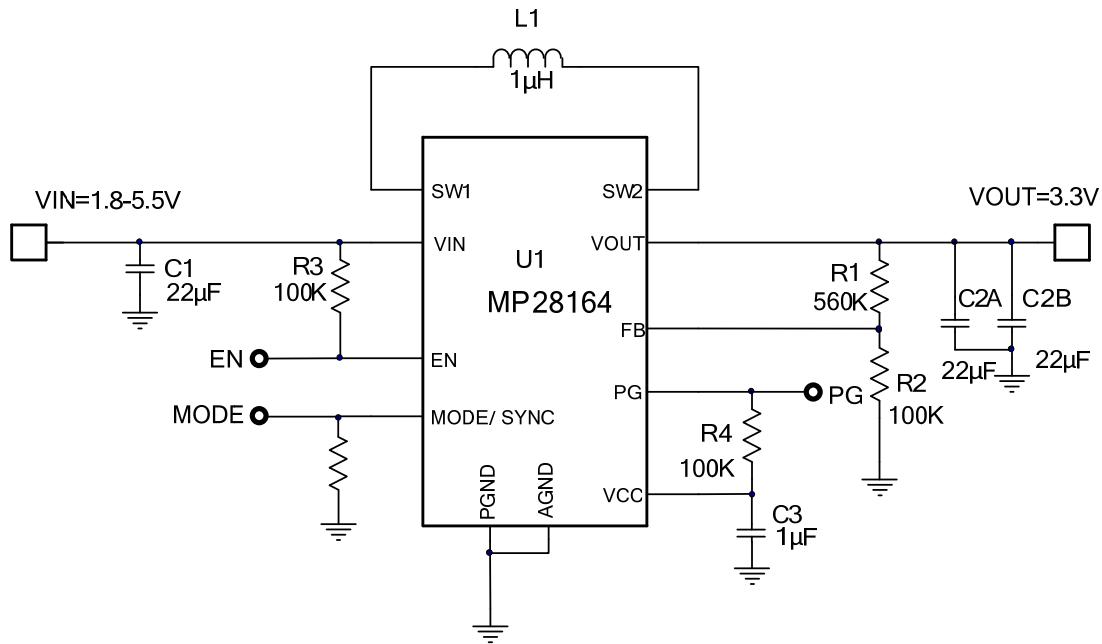 L1
1µH
SW1
SW2
VIN=1.8-5.5V
VOUT=3.3V
VIN
VOUT
U1
MP28164
C1
22µF
R3
100K
R1
560K
C2A
C2B
FB
22µF
22µF
EN
EN
R2
100K
PG
PG
MODE
MODE/ SYNC
R4
100K
PGND
AGND
VCC
C3
1µF